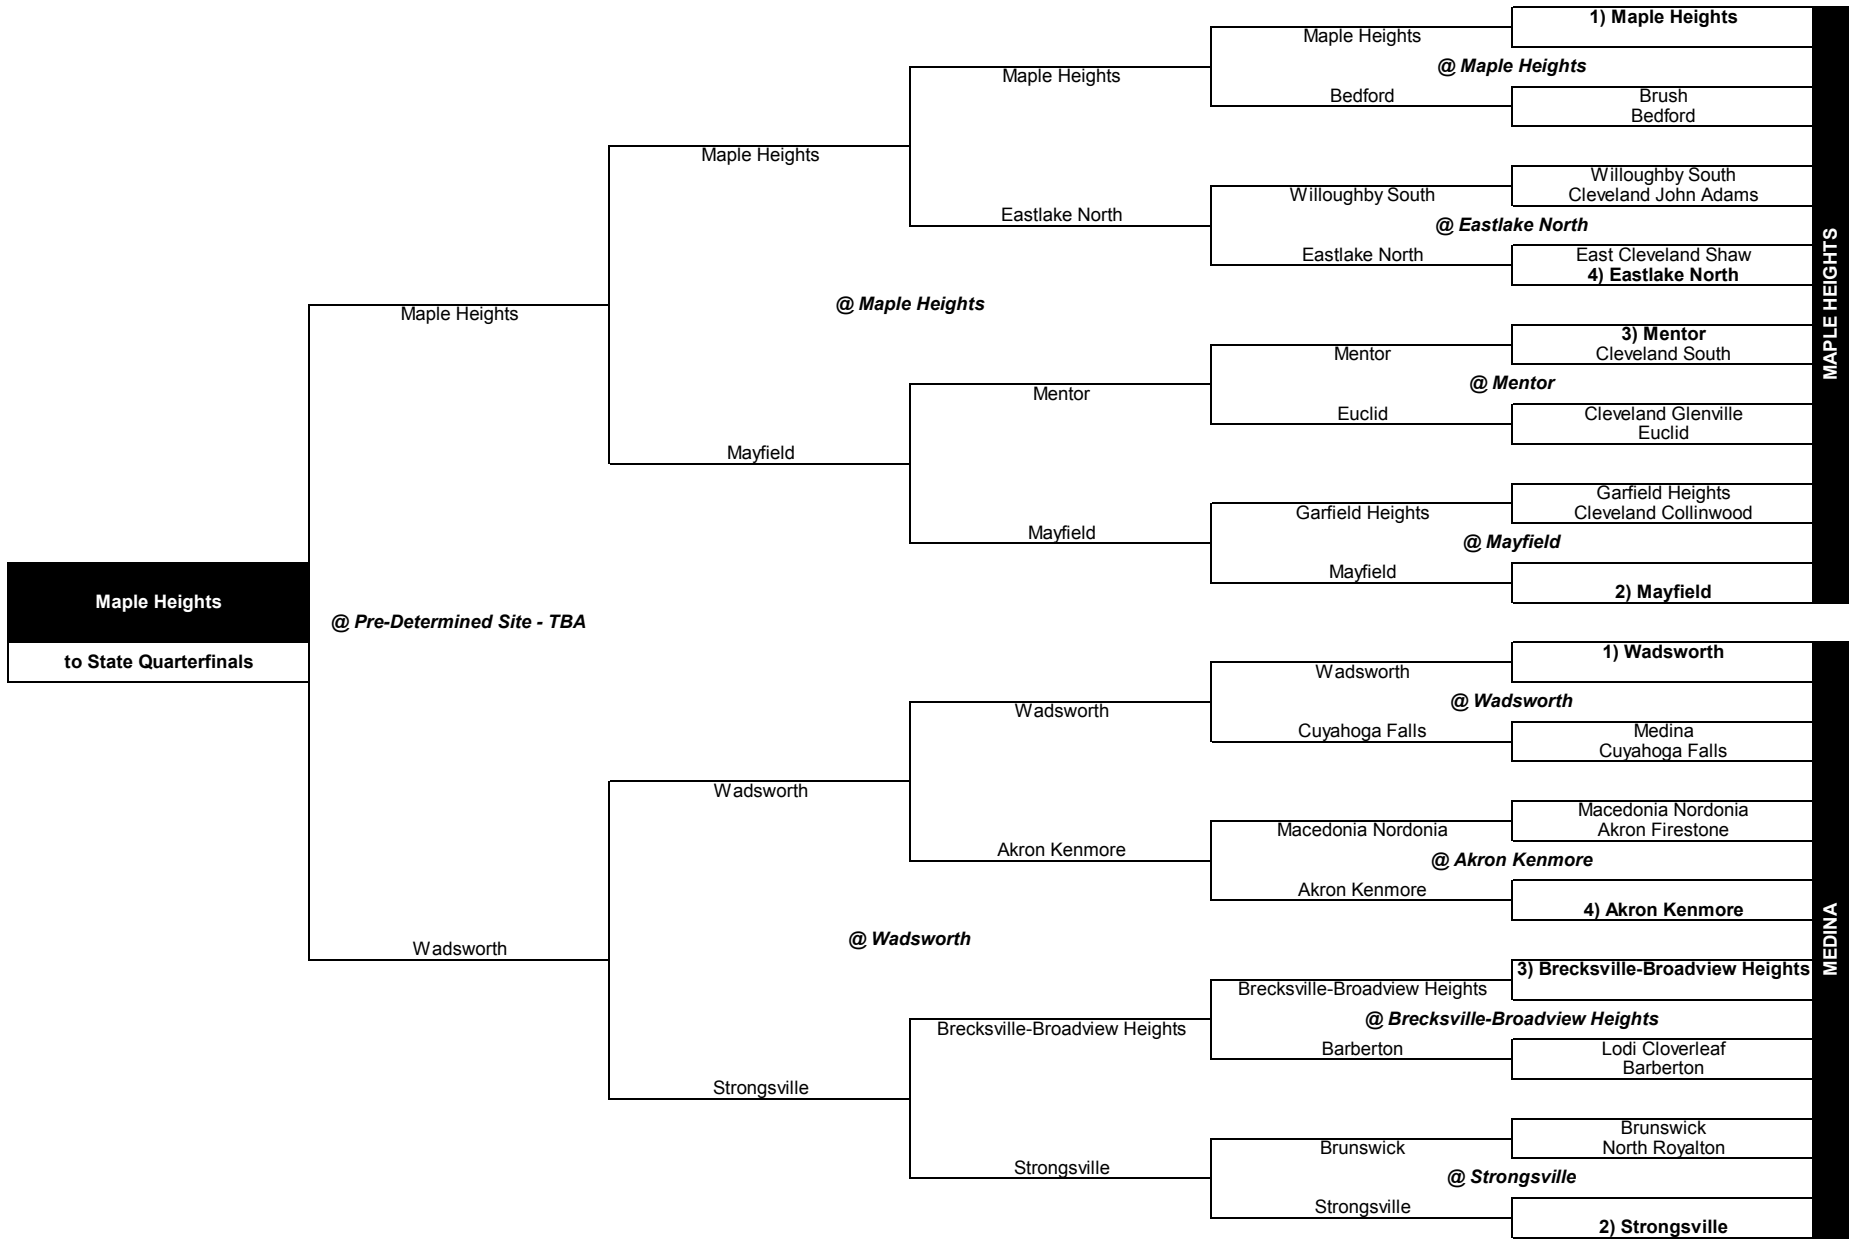 1) Maple Heights
Maple Heights
@ Maple Heights
Maple Heights
Bedford
Brush
Bedford
Maple Heights
Willoughby South
Cleveland John Adams
Willoughby South
Eastlake North
@ Eastlake North
Eastlake North
East Cleveland Shaw
4) Eastlake North
MAPLE HEIGHTS
Maple Heights
@ Maple Heights
3) Mentor
Cleveland South
Mentor
@ Mentor
Mentor
Euclid
Cleveland Glenville
Euclid
Mayfield
Garfield Heights
Cleveland Collinwood
Garfield Heights
Mayfield
@ Mayfield
Mayfield
2) Mayfield
Maple Heights
@ Pre-Determined Site - TBA
to State Quarterfinals
1) Wadsworth
Wadsworth
@ Wadsworth
Wadsworth
Cuyahoga Falls
Medina
Cuyahoga Falls
Wadsworth
Macedonia Nordonia
Akron Firestone
Macedonia Nordonia
Akron Kenmore
@ Akron Kenmore
Akron Kenmore
4) Akron Kenmore
MEDINA
Wadsworth
@ Wadsworth
3) Brecksville-Broadview Heights
Brecksville-Broadview Heights
@ Brecksville-Broadview Heights
Brecksville-Broadview Heights
Barberton
Lodi Cloverleaf
Barberton
Strongsville
Brunswick
North Royalton
Brunswick
Strongsville
@ Strongsville
Strongsville
2) Strongsville